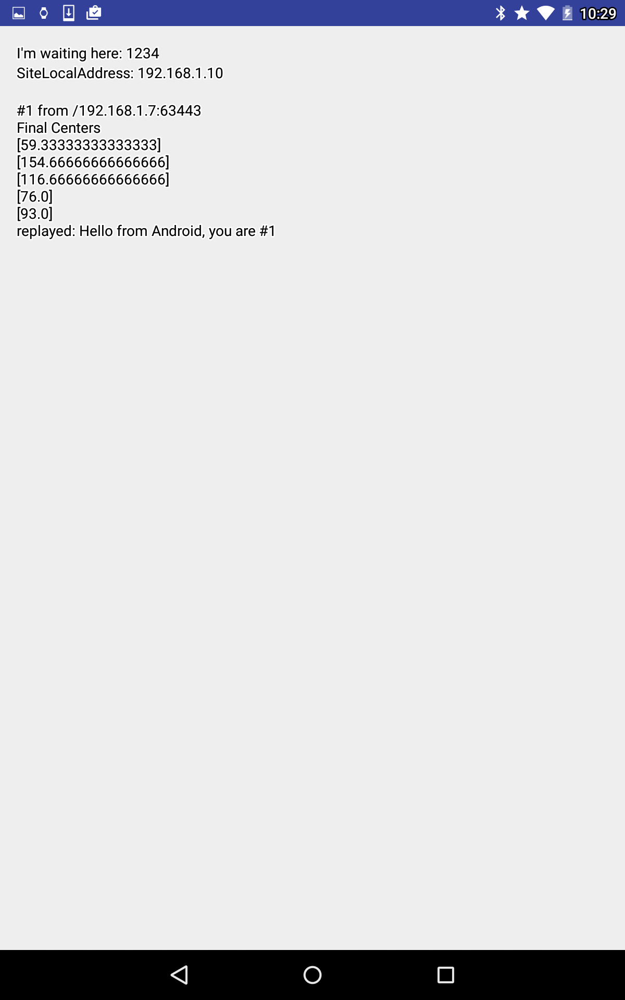 10:29
I'm waiting here: 1234
SiteLocalAddress: 192.168.1.10
#1 from /192.168.1.7:63443
Final Centers
[59.33333333333333]
[154.66666666666666]
[116.66666666666666]
[76.0]
[93.0]
replayed: Hello from Android, you are #1